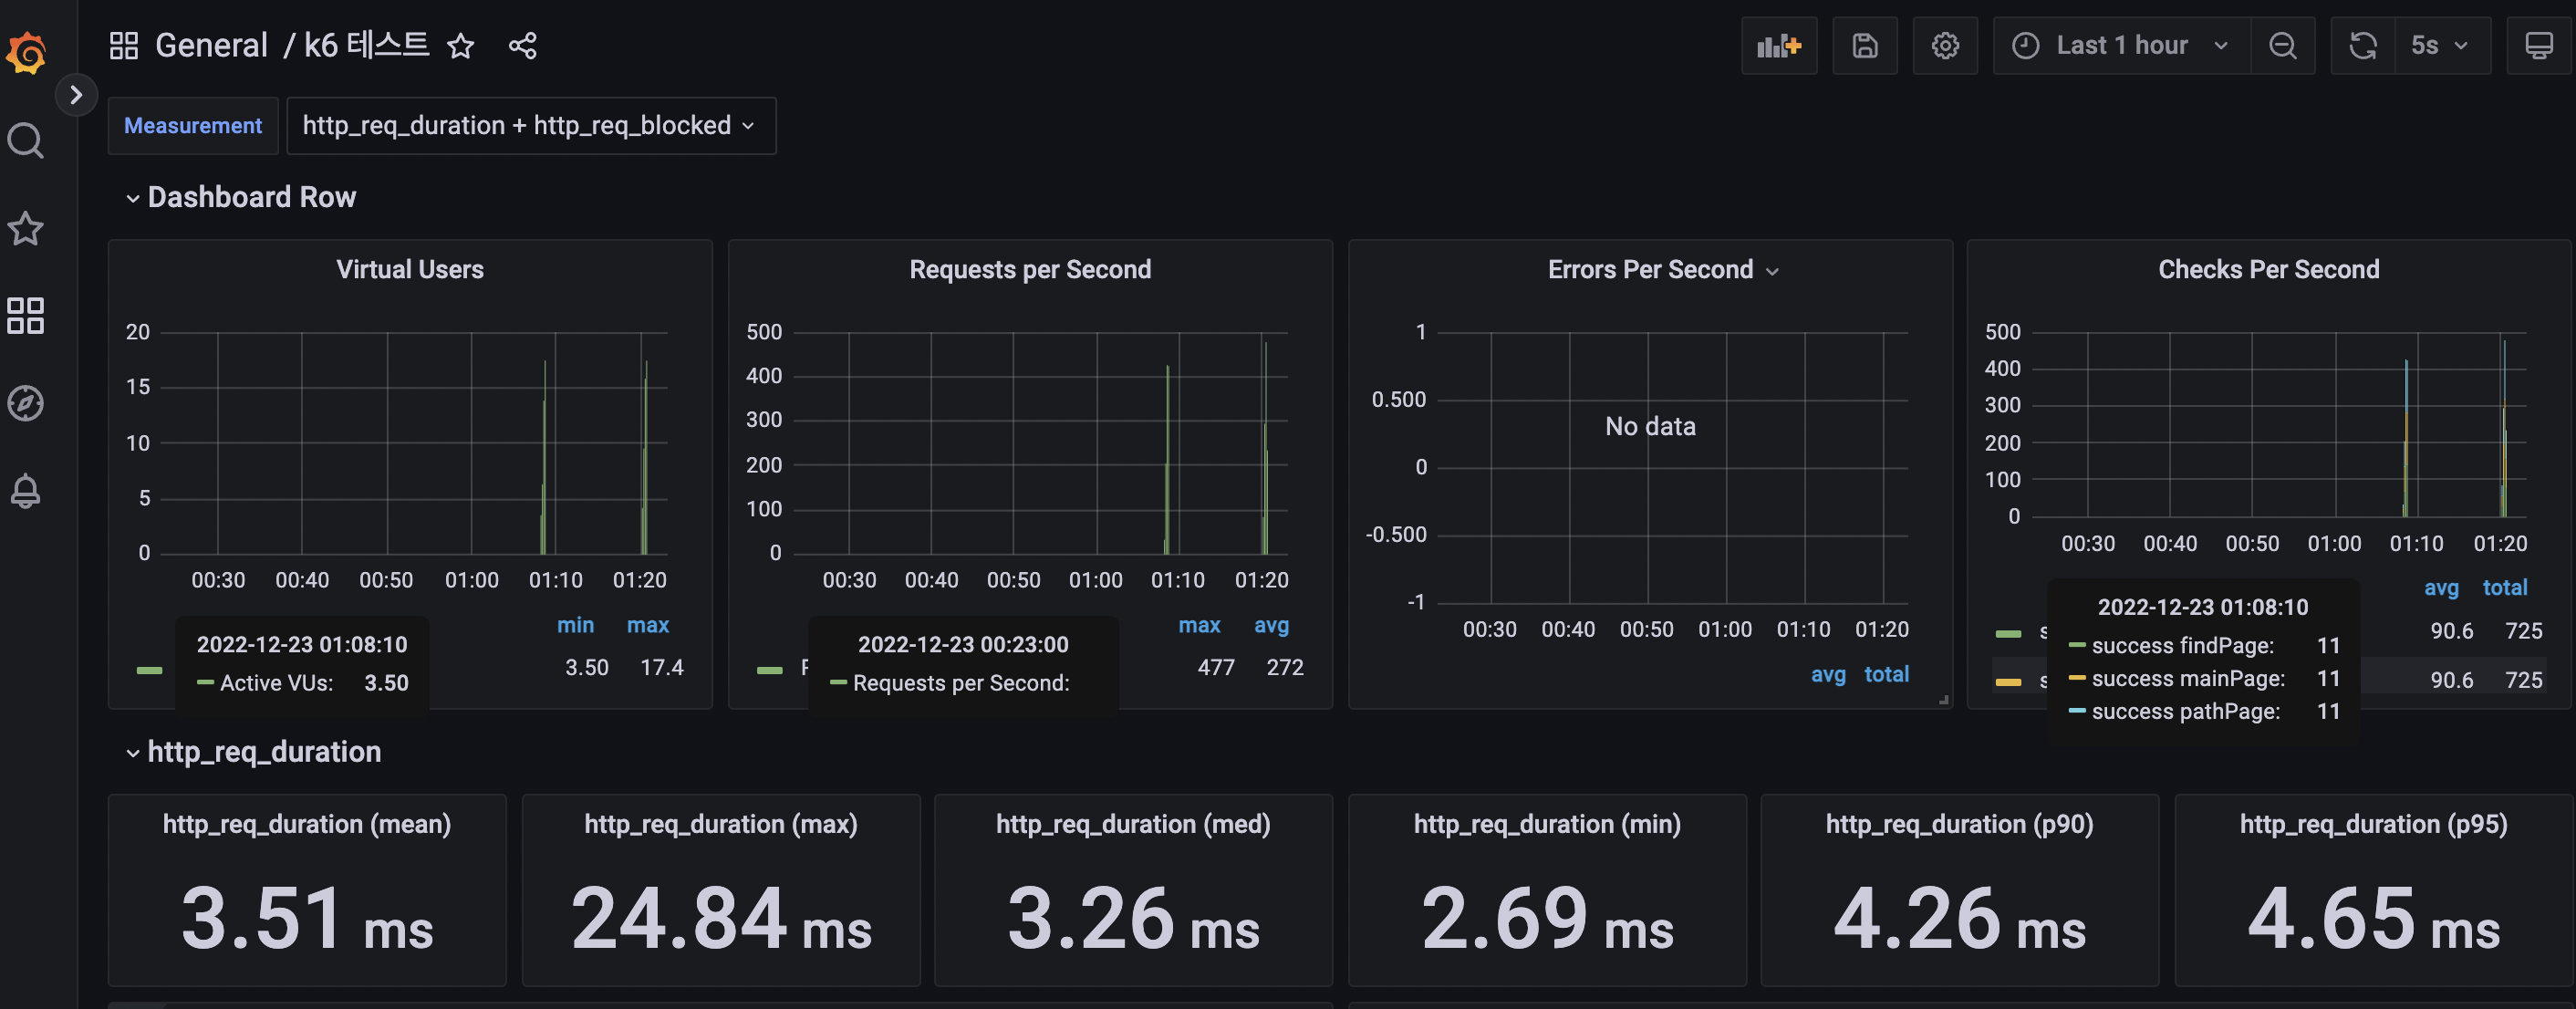 General / k6 테스트
Last 1 hour
5s
Measurement
http_req_duration + http_req_blocked
Dashboard Row
Virtual Users
20
15
10
5
0
00:30 00:40 00:50 01:00 01:10 01:20
min max
3.50 17.4
2022-12-23 01:08:10
Active VUs: 3.50
Requests per Second
500
400
300
200
100
0
00:30 00:40 00:50 01:00 01:10 01:20
max avg
477 272
2022-12-23 00:23:00
Requests per Second:
Errors Per Second
1
0.500
0
-0.500
-1
No data
00:30 00:40 00:50 01:00 01:10 01:20
avg total
Checks Per Second
500
400
300
200
100
0
00:30 00:40 00:50 01:00 01:10 01:20
avg total
90.6 725
90.6 725
2022-12-23 01:08:10
success findPage: 11
success mainPage: 11
success pathPage: 11
http_req_duration
http_req_duration (mean)
3.51 ms
http_req_duration (max)
24.84 ms
http_req_duration (med)
3.26 ms
http_req_duration (min)
2.69 ms
http_req_duration (p90)
4.26 ms
http_req_duration (p95)
4.65 ms